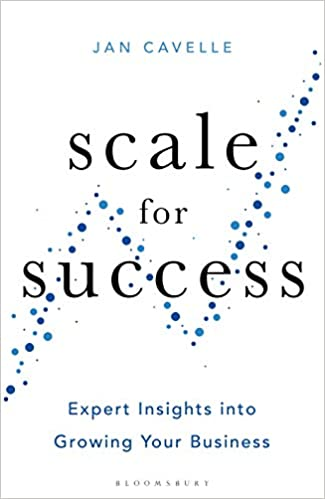 JAN CAVELLE
scale
for
success
Expert Insights into
Growing Your Business
BLOOMSBURY